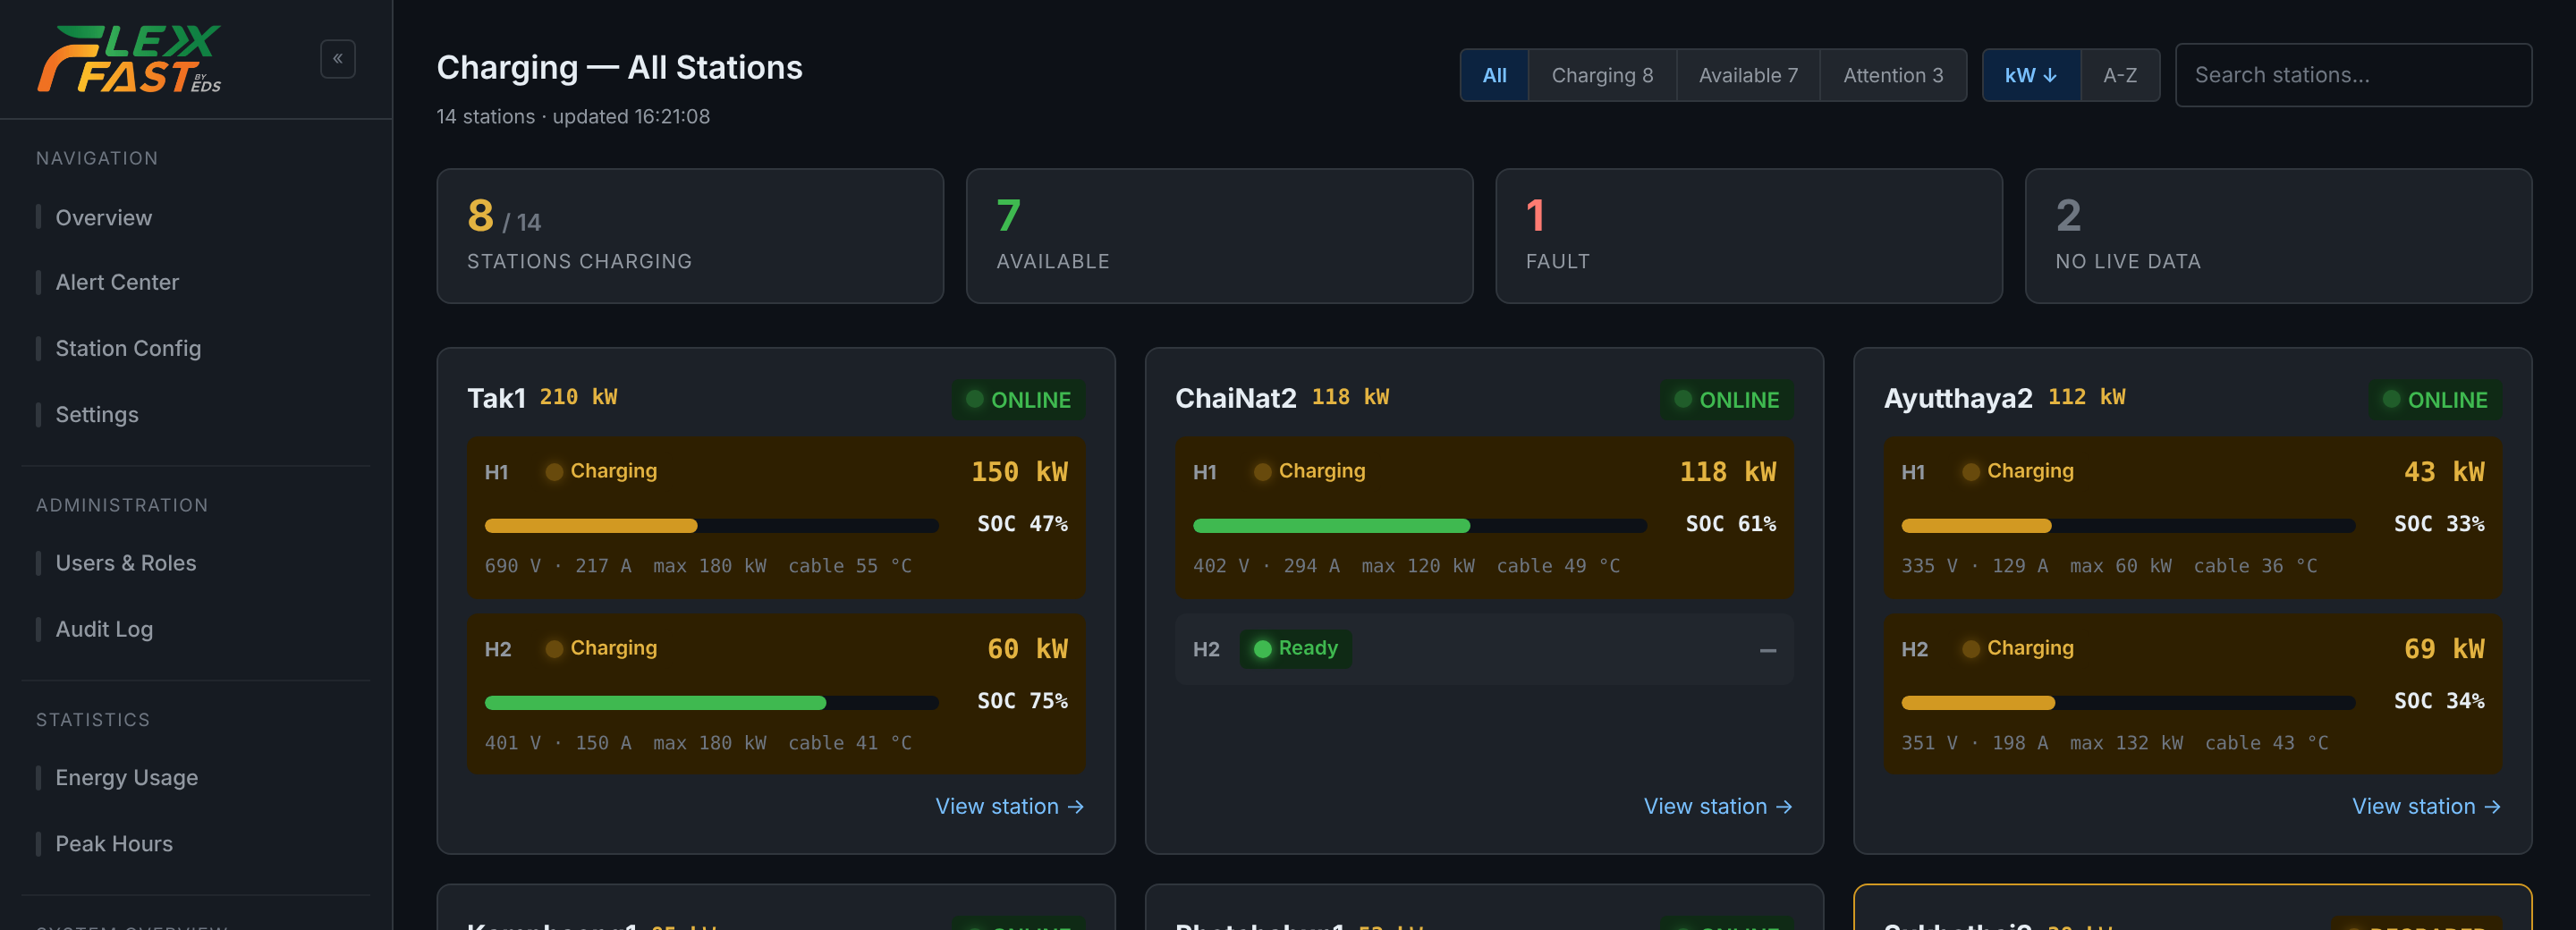 FLEXX
FAST BY EDS
«
NAVIGATION
Overview
Alert Center
Station Config
Settings
ADMINISTRATION
Users & Roles
Audit Log
STATISTICS
Energy Usage
Peak Hours
Charging — All Stations
14 stations · updated 16:21:08
All Charging 8 Available 7 Attention 3 kW ↓ A-Z Search stations...
8 / 14
STATIONS CHARGING
7
AVAILABLE
1
FAULT
2
NO LIVE DATA
Tak1 210 kW ONLINE
H1 Charging 150 kW
SOC 47%
690 V · 217 A max 180 kW cable 55 °C
H2 Charging 60 kW
SOC 75%
401 V · 150 A max 180 kW cable 41 °C
View station →
ChaiNat2 118 kW ONLINE
H1 Charging 118 kW
SOC 61%
402 V · 294 A max 120 kW cable 49 °C
H2 Ready —
View station →
Ayutthaya2 112 kW ONLINE
H1 Charging 43 kW
SOC 33%
335 V · 129 A max 60 kW cable 36 °C
H2 Charging 69 kW
SOC 34%
351 V · 198 A max 132 kW cable 43 °C
View station →